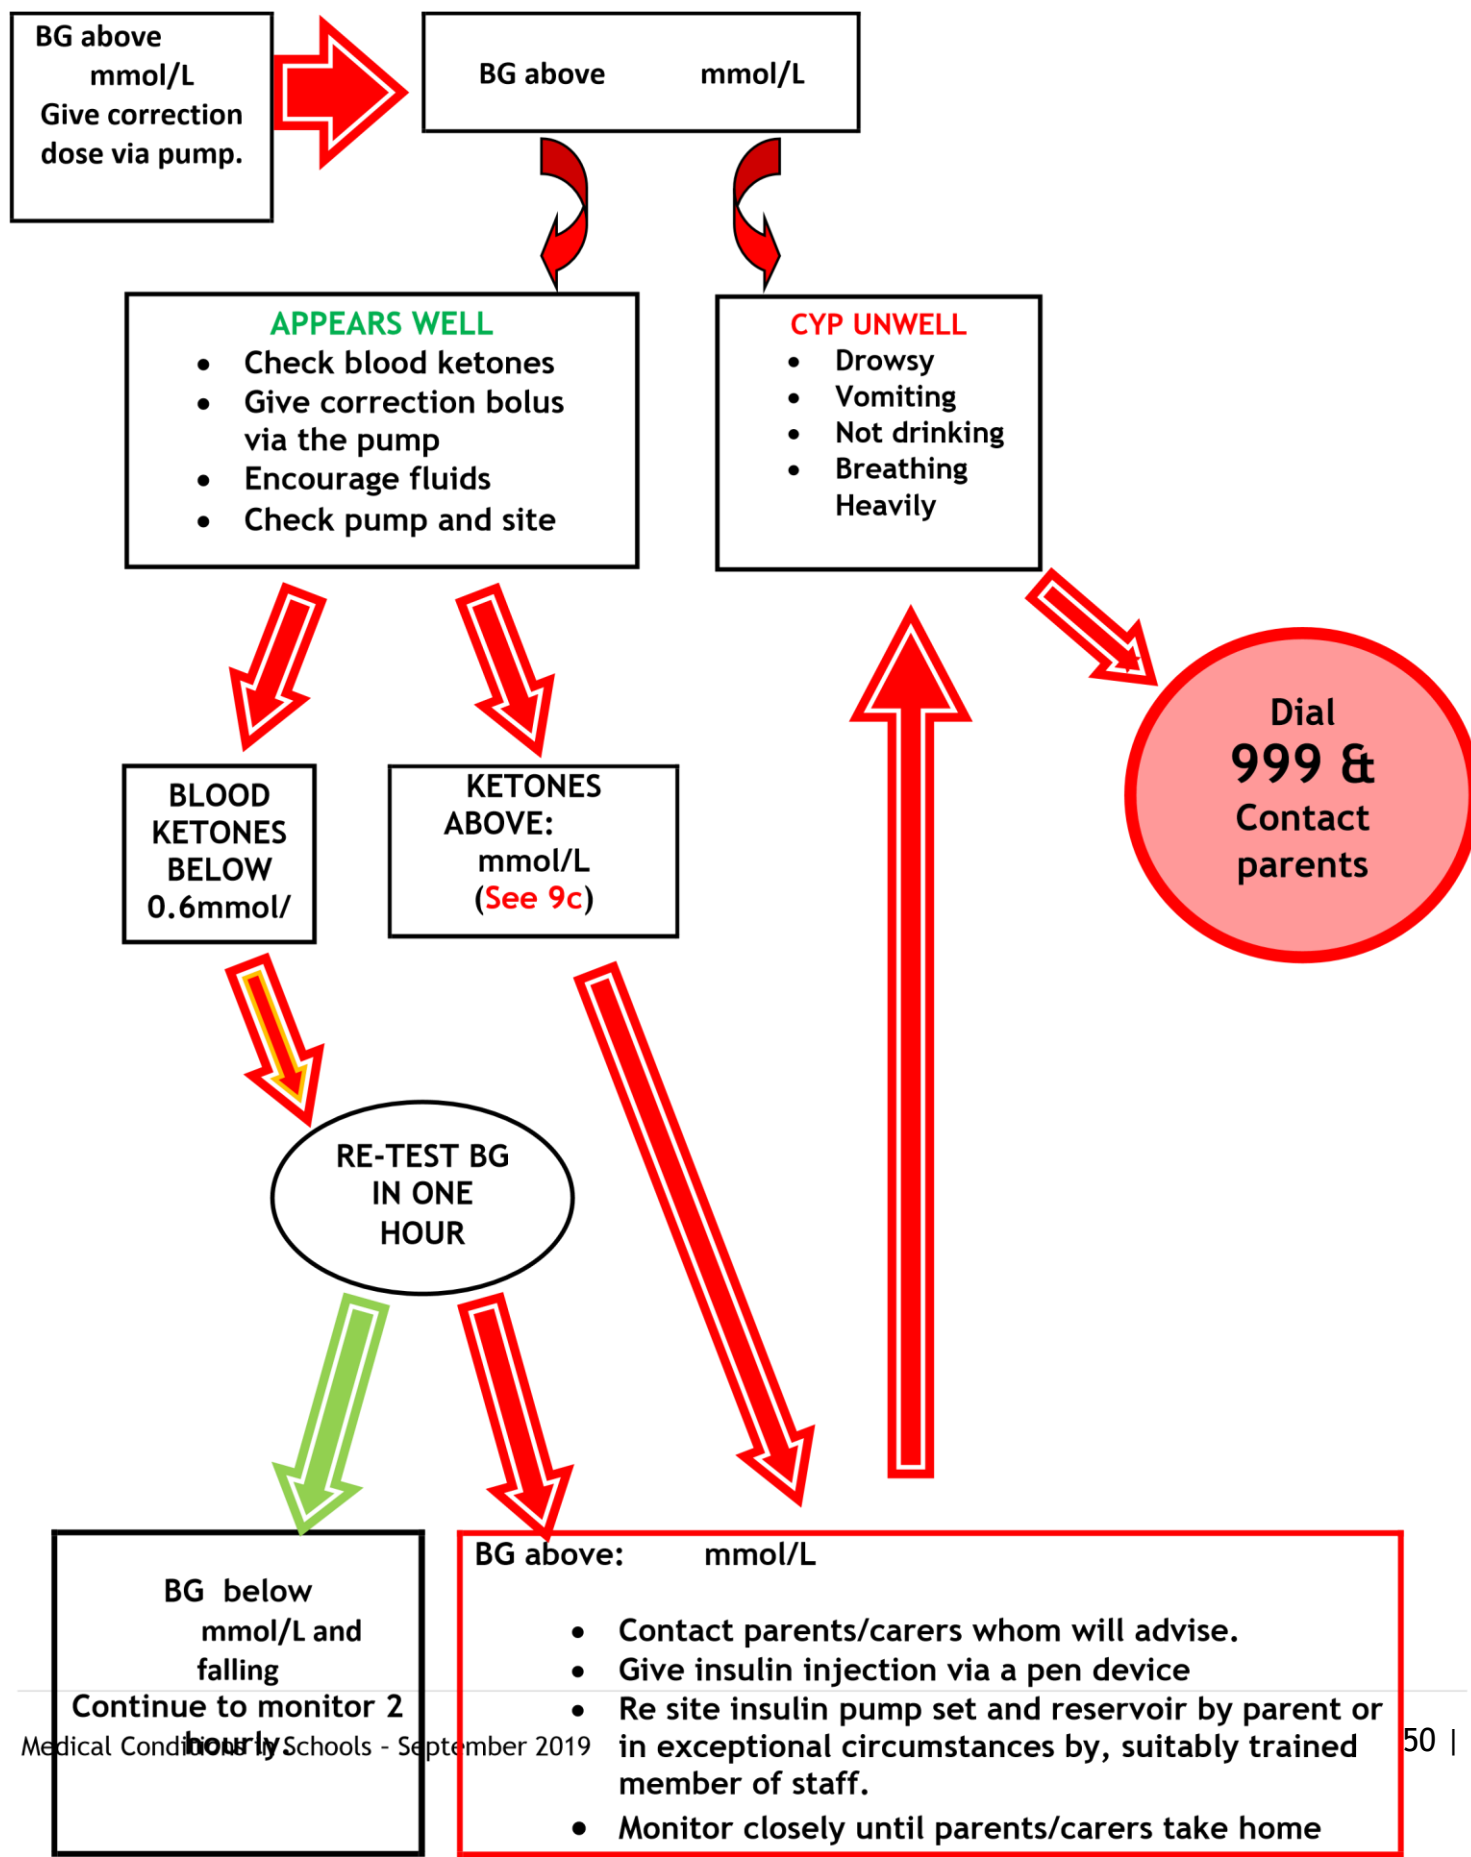 BG above
mmol/L
Give correction
dose via pump.
BG above mmol/L
APPEARS WELL
• Check blood ketones
• Give correction bolus
via the pump
• Encourage fluids
• Check pump and site
CYP UNWELL
• Drowsy
• Vomiting
• Not drinking
• Breathing
Heavily
Dial
999 &
Contact
parents
BLOOD
KETONES
BELOW
0.6mmol/
KETONES
ABOVE:
mmol/L
(See 9c)
RE-TEST BG
IN ONE
HOUR
BG below
mmol/L and
falling
Continue to monitor 2
hourly.
BG above: mmol/L
• Contact parents/carers whom will advise.
• Give insulin injection via a pen device
• Re site insulin pump set and reservoir by parent or
in exceptional circumstances by, suitably trained
member of staff.
• Monitor closely until parents/carers take home
Medical Conditions in Schools - September 2019
50 |